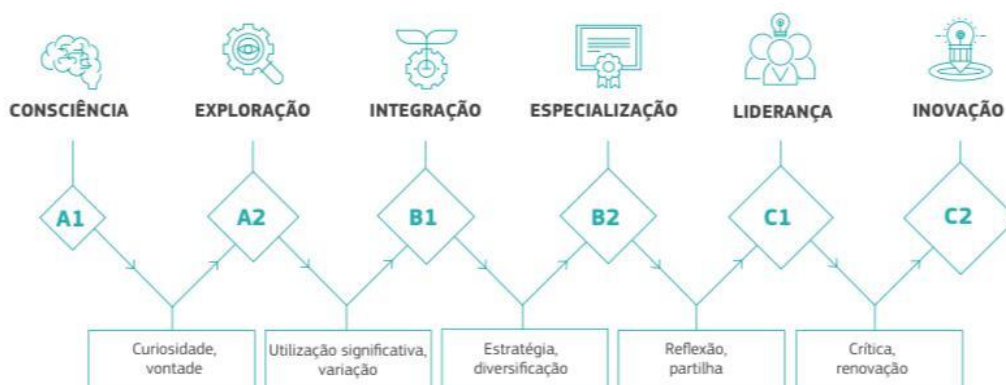 CONSCIÊNCIA
EXPLORAÇÃO
INTEGRAÇÃO
ESPECIALIZAÇÃO
LIDERANÇA
INOVAÇÃO
A1
A2
B1
B2
C1
C2
Curiosidade,
vontade
Utilização significativa,
variação
Estratégia,
diversificação
Reflexão,
partilha
Crítica,
renovação